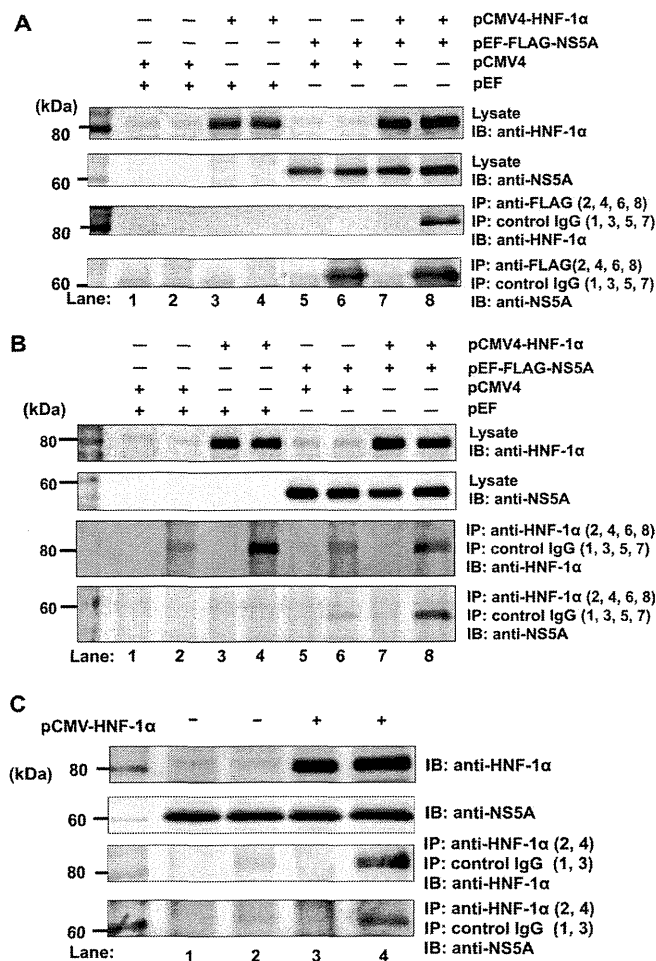 A
— — + + — — + + pCMV4-HNF-1α
— — — — + + + + pEF-FLAG-NS5A
+ + — — + + — — pCMV4
+ + + + — — — — pEF
(kDa)
80
Lysate
IB: anti-HNF-1α
60
Lysate
IB: anti-NS5A
80
IP: anti-FLAG (2, 4, 6, 8)
IP: control IgG (1, 3, 5, 7)
IB: anti-HNF-1α
60
IP: anti-FLAG(2, 4, 6, 8)
IP: control IgG (1, 3, 5, 7)
IB: anti-NS5A
Lane: 1 2 3 4 5 6 7 8
B
— — + + — — + + pCMV4-HNF-1α
— — — — + + + + pEF-FLAG-NS5A
+ + — — + + — — pCMV4
+ + + + — — — — pEF
(kDa)
80
Lysate
IB: anti-HNF-1α
60
Lysate
IB: anti-NS5A
80
IP: anti-HNF-1α (2, 4, 6, 8)
IP: control IgG (1, 3, 5, 7)
IB: anti-HNF-1α
60
IP: anti-HNF-1α (2, 4, 6, 8)
IP: control IgG (1, 3, 5, 7)
IB: anti-NS5A
Lane: 1 2 3 4 5 6 7 8
C
pCMV-HNF-1α – – + +
(kDa)
80
IB: anti-HNF-1α
60
IB: anti-NS5A
80
IP: anti-HNF-1α (2, 4)
IP: control IgG (1, 3)
IB: anti-HNF-1α
60
IP: anti-HNF-1α (2, 4)
IP: control IgG (1, 3)
IB: anti-NS5A
Lane: 1 2 3 4